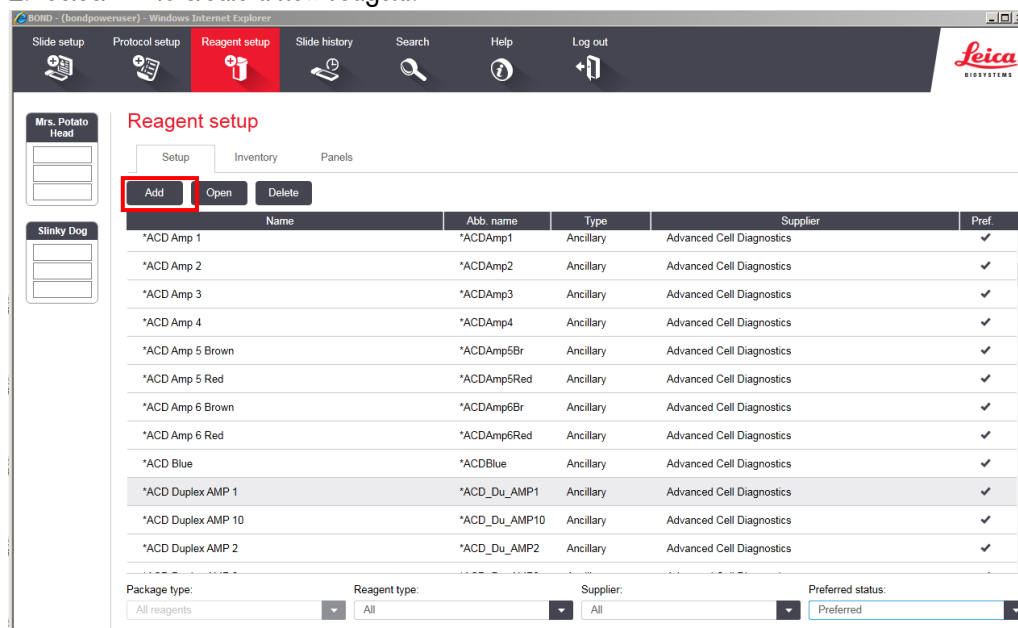 BOND - (bondpoweruser) - Windows Internet Explorer
Slide setup Protocol setup Reagent setup Slide history Search Help Log out
Leica
BIOSYSTEMS
Mrs. Potato
Head
Slinky Dog
Reagent setup
Setup Inventory Panels
Add Open Delete
Name Abb. name Type Supplier Pref.
*ACD Amp 1 *ACDAmp1 Ancillary Advanced Cell Diagnostics ✔
*ACD Amp 2 *ACDAmp2 Ancillary Advanced Cell Diagnostics ✔
*ACD Amp 3 *ACDAmp3 Ancillary Advanced Cell Diagnostics ✔
*ACD Amp 4 *ACDAmp4 Ancillary Advanced Cell Diagnostics ✔
*ACD Amp 5 Brown *ACDAmp5Br Ancillary Advanced Cell Diagnostics ✔
*ACD Amp 5 Red *ACDAmp5Red Ancillary Advanced Cell Diagnostics ✔
*ACD Amp 6 Brown *ACDAmp6Br Ancillary Advanced Cell Diagnostics ✔
*ACD Amp 6 Red *ACDAmp6Red Ancillary Advanced Cell Diagnostics ✔
*ACD Blue *ACDBlue Ancillary Advanced Cell Diagnostics ✔
*ACD Duplex AMP 1 *ACD_Du_AMP1 Ancillary Advanced Cell Diagnostics ✔
*ACD Duplex AMP 10 *ACD_Du_AMP10 Ancillary Advanced Cell Diagnostics ✔
*ACD Duplex AMP 2 *ACD_Du_AMP2 Ancillary Advanced Cell Diagnostics ✔
Package type: Reagent type: Supplier: Preferred status:
All reagents All All Preferred